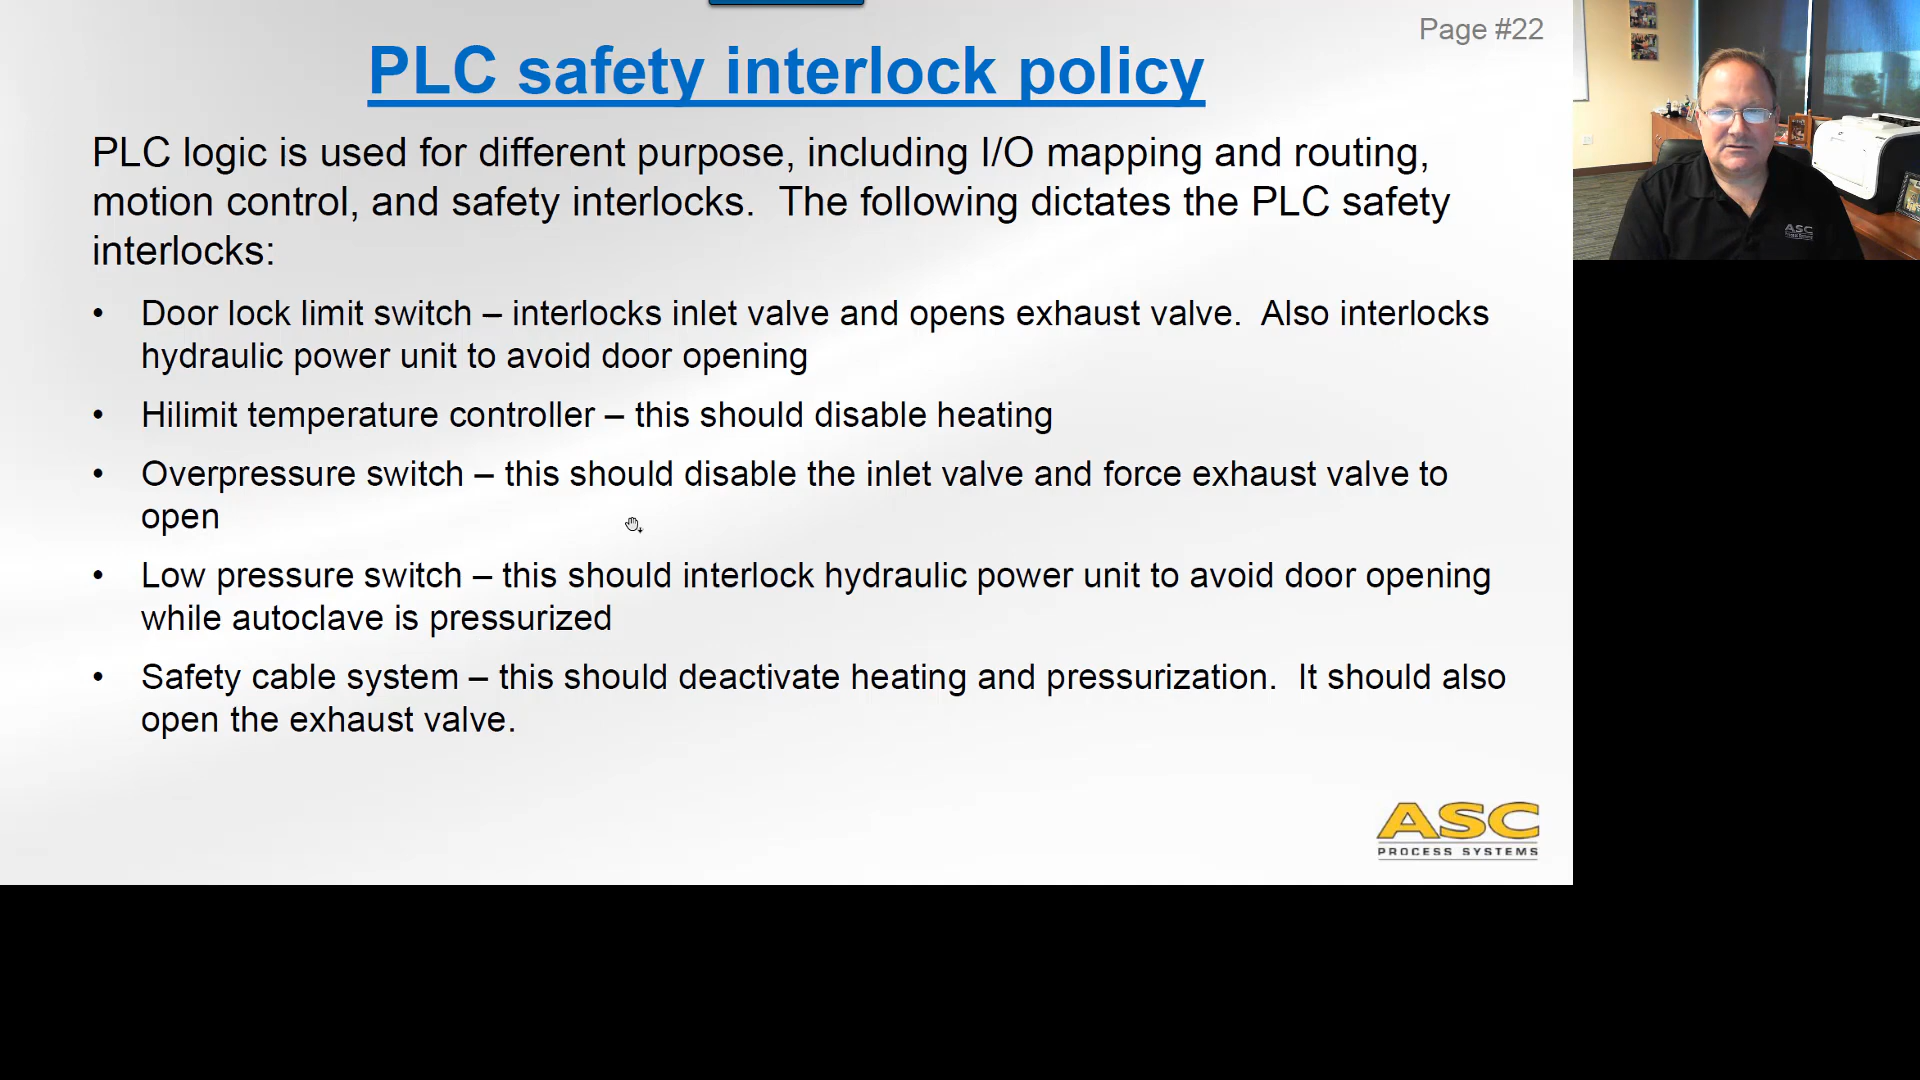 Page #22
PLC safety interlock policy
PLC logic is used for different purpose, including I/O mapping and routing,
motion control, and safety interlocks.  The following dictates the PLC safety
interlocks:
• Door lock limit switch – interlocks inlet valve and opens exhaust valve.  Also interlocks
hydraulic power unit to avoid door opening
• Hilimit temperature controller – this should disable heating
• Overpressure switch – this should disable the inlet valve and force exhaust valve to
open
• Low pressure switch – this should interlock hydraulic power unit to avoid door opening
while autoclave is pressurized
• Safety cable system – this should deactivate heating and pressurization.  It should also
open the exhaust valve.
ASC
PROCESS SYSTEMS
ASC